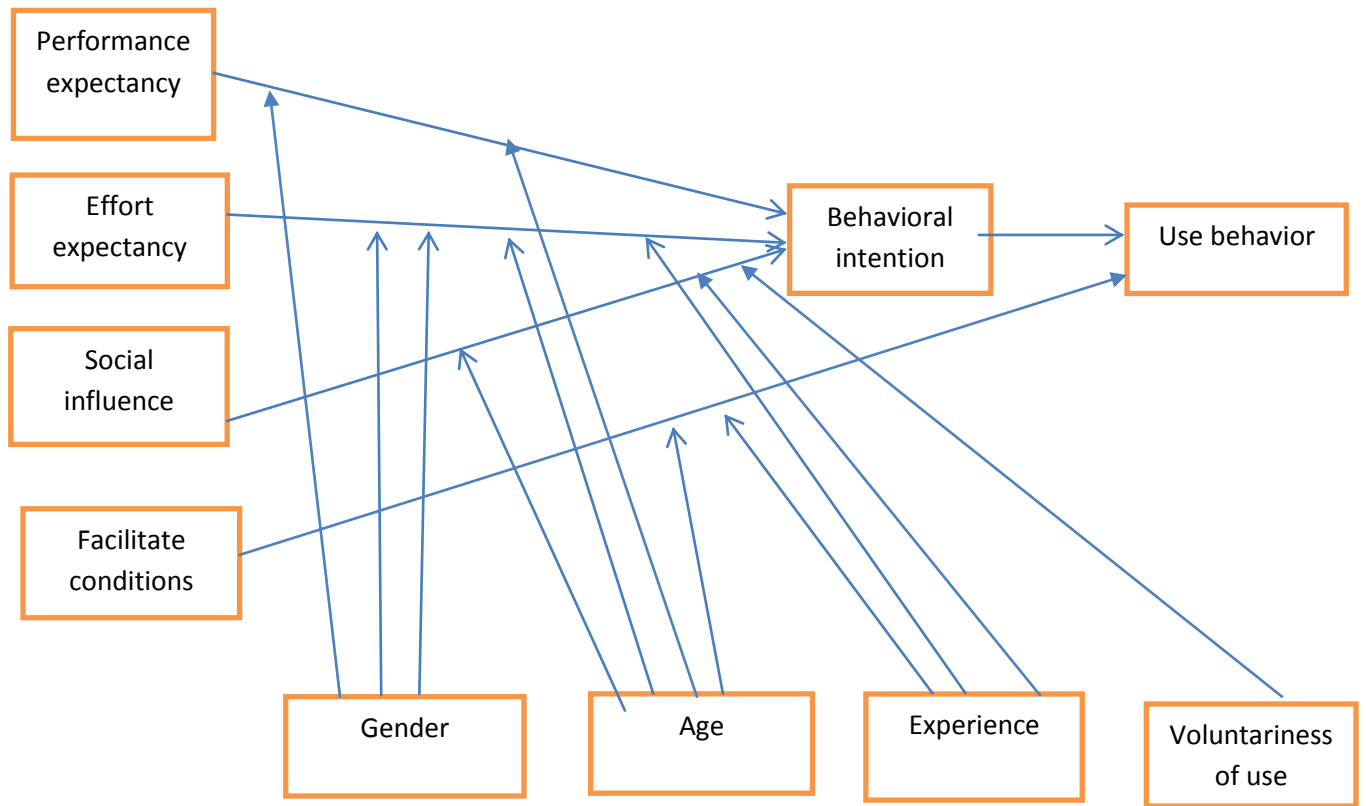 Performance
expectancy
Effort
expectancy
Behavioral
intention
Use behavior
Social
influence
Facilitate
conditions
Gender
Age
Experience
Voluntariness
of use